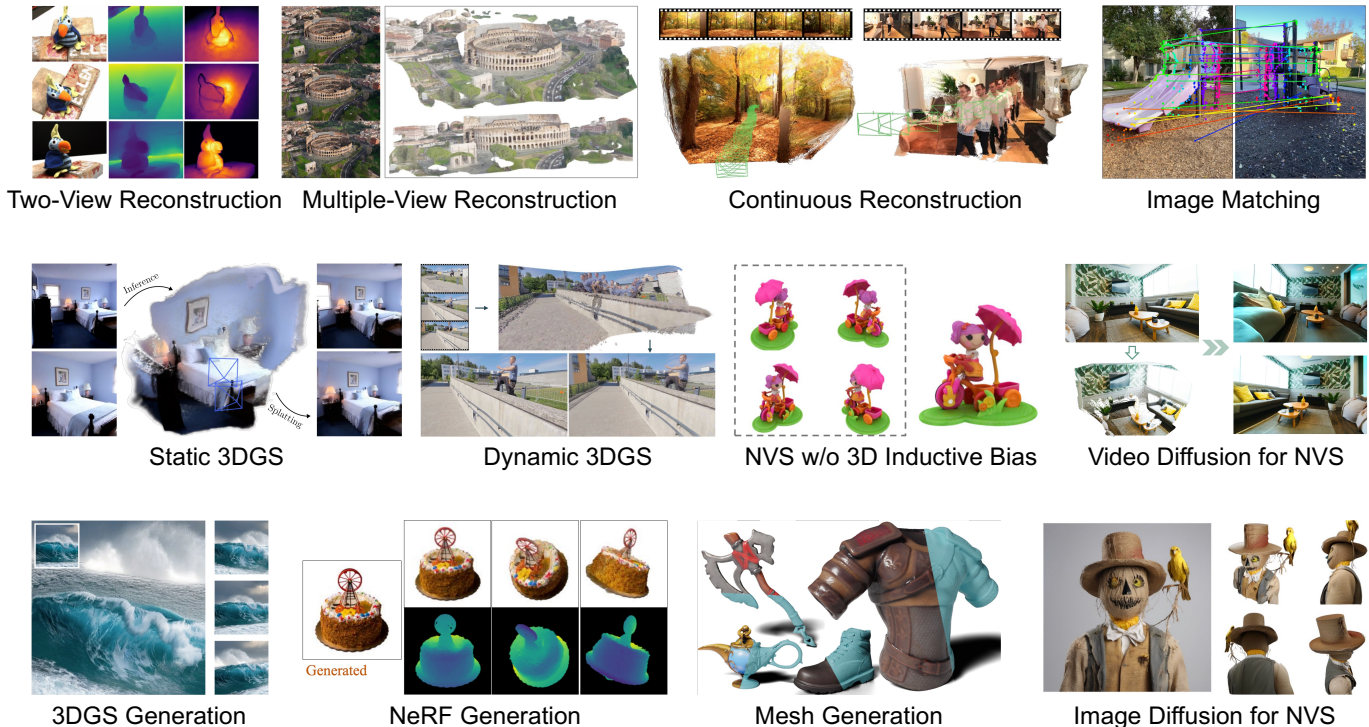 Two-View Reconstruction
Multiple-View Reconstruction
Continuous Reconstruction
Image Matching
Inference
Splatting
Static 3DGS
Dynamic 3DGS
NVS w/o 3D Inductive Bias
Video Diffusion for NVS
Generated
3DGS Generation
NeRF Generation
Mesh Generation
Image Diffusion for NVS